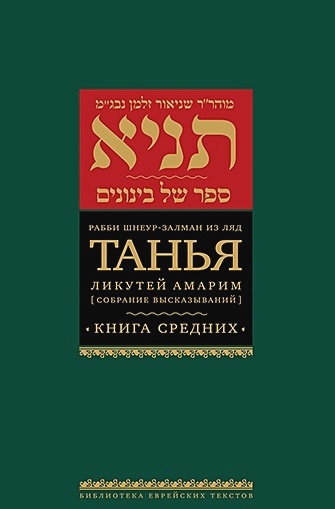 מוהר״ר שניאור זלמן נבג״מ
תניא
ספר של בינונים
РАББИ ШНЕУР-ЗАЛМАН ИЗ ЛЯД
ТАНЬЯ
ЛИКУТЕЙ АМАРИМ
[СОБРАНИЕ ВЫСКАЗЫВАНИЙ]
КНИГА СРЕДНИХ
БИБЛИОТЕКА ЕВРЕЙСКИХ ТЕКСТОВ